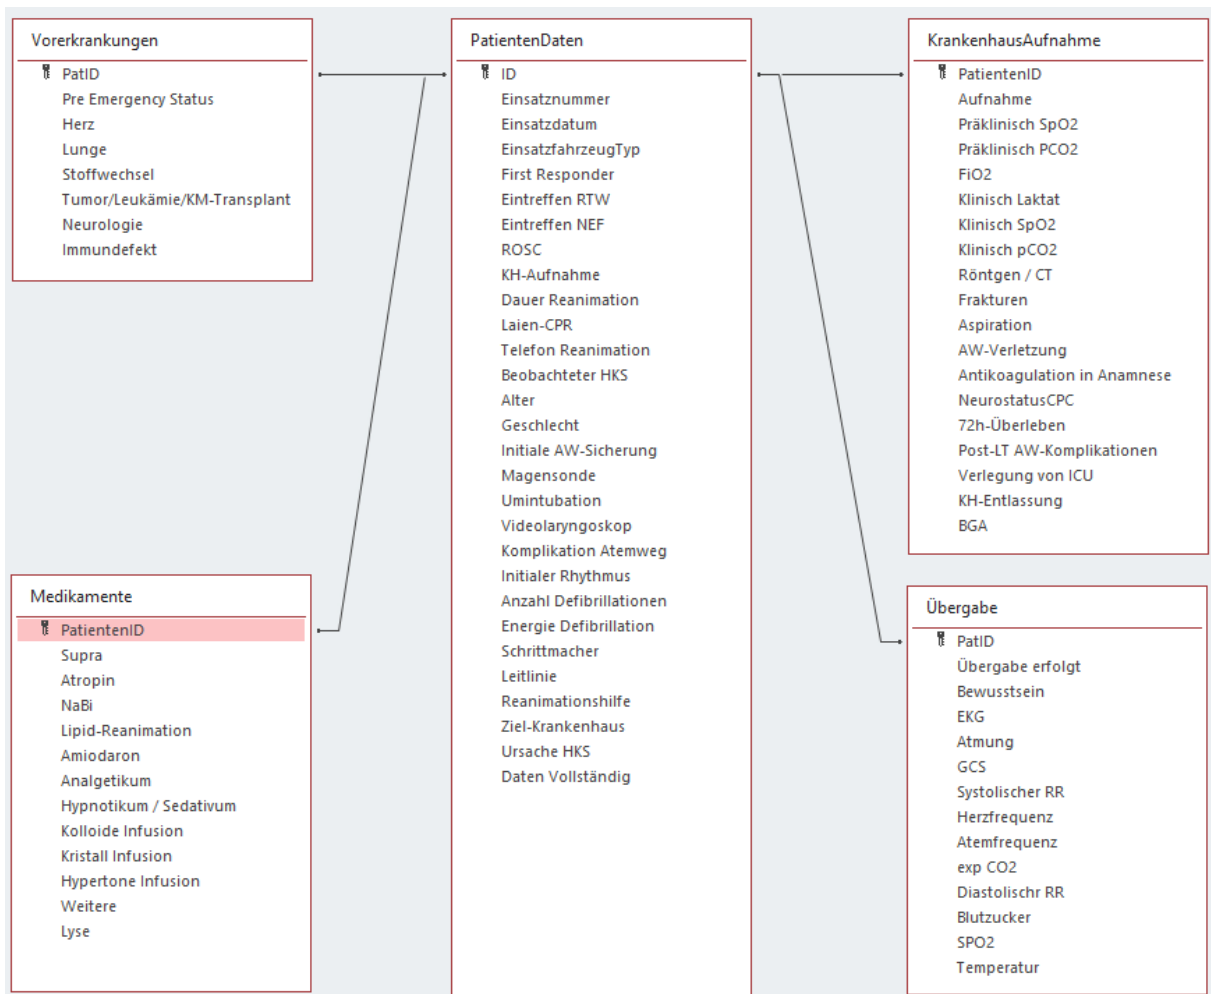 Vorerkrankungen
PatID
Pre Emergency Status
Herz
Lunge
Stoffwechsel
Tumor/Leukämie/KM-Transplant
Neurologie
Immundefekt
PatientenDaten
ID
Einsatznummer
Einsatzdatum
EinsatzfahrzeugTyp
First Responder
Eintreffen RTW
Eintreffen NEF
ROSC
KH-Aufnahme
Dauer Reanimation
Laien-CPR
Telefon Reanimation
Beobachteter HKS
Alter
Geschlecht
Initiale AW-Sicherung
Magensonde
Umintubation
Videolaryngoskop
Komplikation Atemweg
Initialer Rhythmus
Anzahl Defibrillationen
Energie Defibrillation
Schrittmacher
Leitlinie
Reanimationshilfe
Ziel-Krankenhaus
Ursache HKS
Daten Vollständig
KrankenhausAufnahme
PatientenID
Aufnahme
Präklinisch SpO2
Präklinisch PCO2
FiO2
Klinisch Laktat
Klinisch SpO2
Klinisch pCO2
Röntgen / CT
Frakturen
Aspiration
AW-Verletzung
Antikoagulation in Anamnese
NeurostatusCPC
72h-Überleben
Post-LT AW-Komplikationen
Verlegung von ICU
KH-Entlassung
BGA
Medikamente
PatientenID
Supra
Atropin
NaBi
Lipid-Reanimation
Amiodaron
Analgetikum
Hypnotikum / Sedativum
Kolloide Infusion
Kristall Infusion
Hypertone Infusion
Weitere
Lyse
Übergabe
PatID
Übergabe erfolgt
Bewusstsein
EKG
Atmung
GCS
Systolischer RR
Herzfrequenz
Atemfrequenz
exp CO2
Diastolischr RR
Blutzucker
SPO2
Temperatur